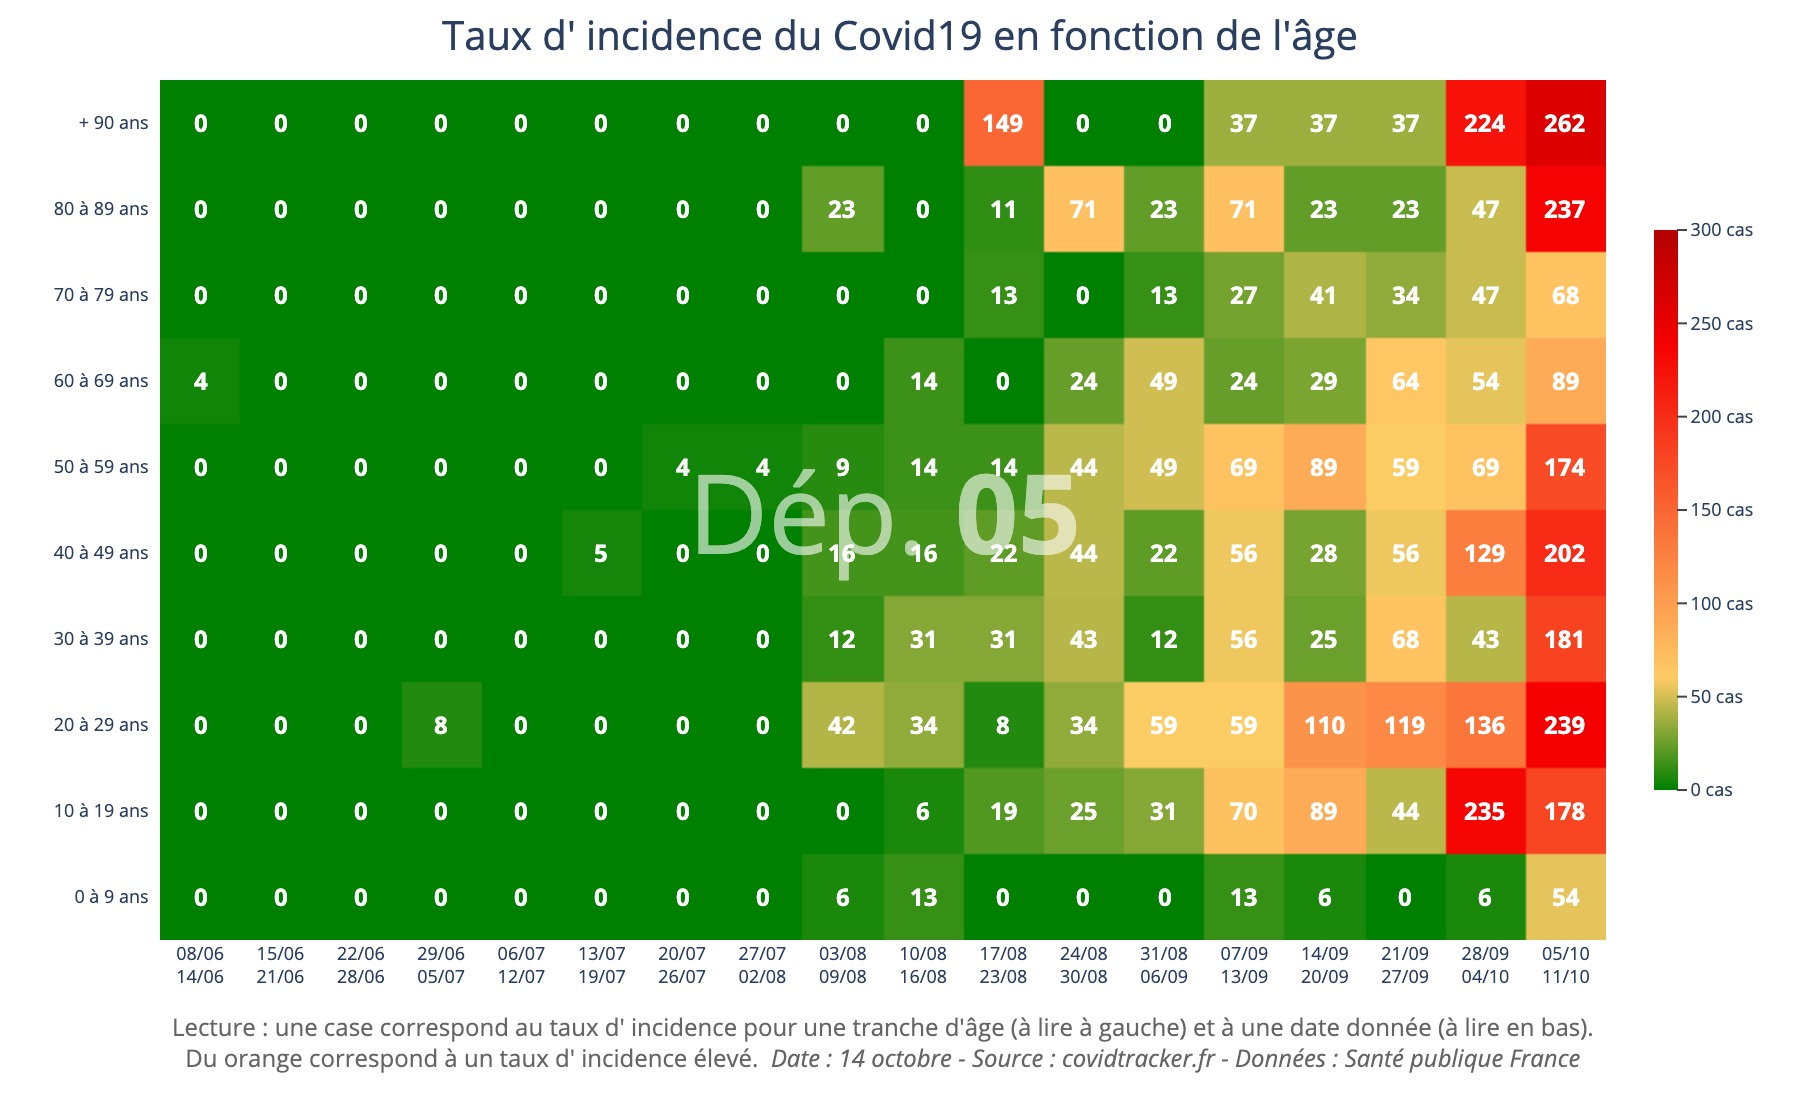 Taux d' incidence du Covid19 en fonction de l'âge
+ 90 ans 0 0 0 0 0 0 0 0 0 0 149 0 0 37 37 37 224 262
80 à 89 ans 0 0 0 0 0 0 0 0 23 0 11 71 23 71 23 23 47 237
70 à 79 ans 0 0 0 0 0 0 0 0 0 0 13 0 13 27 41 34 47 68
60 à 69 ans 4 0 0 0 0 0 0 0 0 14 0 24 49 24 29 64 54 89
50 à 59 ans 0 0 0 0 0 0 4 4 9 14 14 44 49 69 89 59 69 174
Dép. 05
40 à 49 ans 0 0 0 0 0 5 0 0 16 16 22 44 22 56 28 56 129 202
30 à 39 ans 0 0 0 0 0 0 0 0 12 31 31 43 12 56 25 68 43 181
20 à 29 ans 0 0 0 8 0 0 0 0 42 34 8 34 59 59 110 119 136 239
10 à 19 ans 0 0 0 0 0 0 0 0 0 6 19 25 31 70 89 44 235 178
0 à 9 ans 0 0 0 0 0 0 0 0 6 13 0 0 0 13 6 0 6 54
08/06 15/06 22/06 29/06 06/07 13/07 20/07 27/07 03/08 10/08 17/08 24/08 31/08 07/09 14/09 21/09 28/09 05/10
14/06 21/06 28/06 05/07 12/07 19/07 26/07 02/08 09/08 16/08 23/08 30/08 06/09 13/09 20/09 27/09 04/10 11/10
300 cas
250 cas
200 cas
150 cas
100 cas
50 cas
0 cas
Lecture : une case correspond au taux d' incidence pour une tranche d'âge (à lire à gauche) et à une date donnée (à lire en bas).
Du orange correspond à un taux d' incidence élevé. Date : 14 octobre - Source : covidtracker.fr - Données : Santé publique France